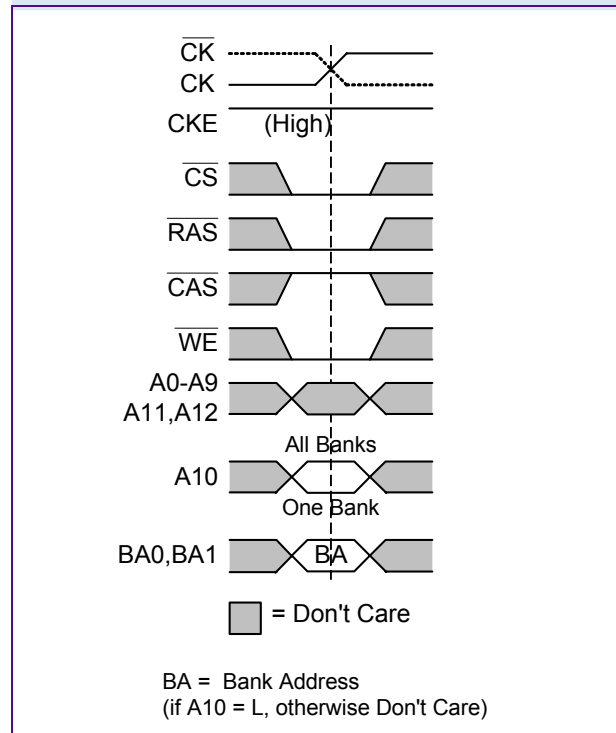 CK
CK
CKE (High)
CS
RAS
CAS
WE
A0-A9
A11,A12
All Banks
A10
One Bank
BA0,BA1 BA
= Don't Care
BA = Bank Address
(if A10 = L, otherwise Don't Care)